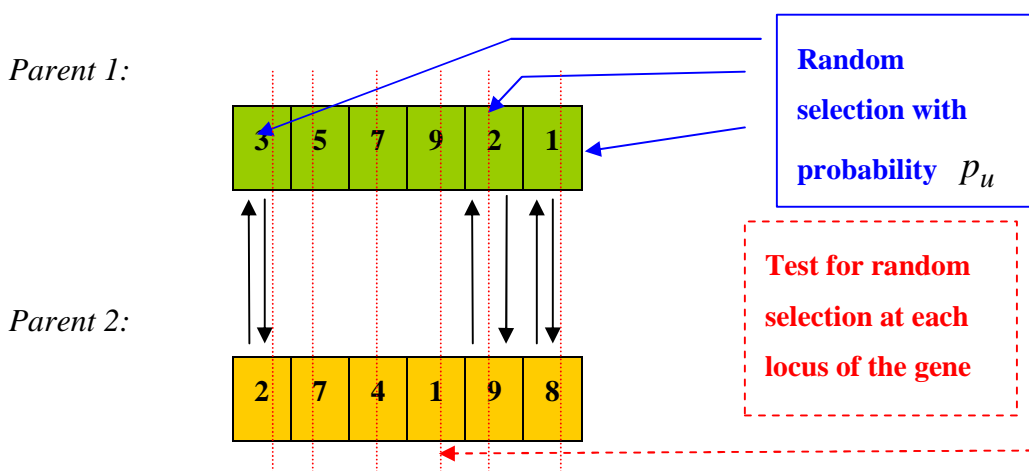 Parent 1:
3 5 7 9 2 1
Random
selection with
probability p_u
Test for random
selection at each
locus of the gene
Parent 2:
2 7 4 1 9 8